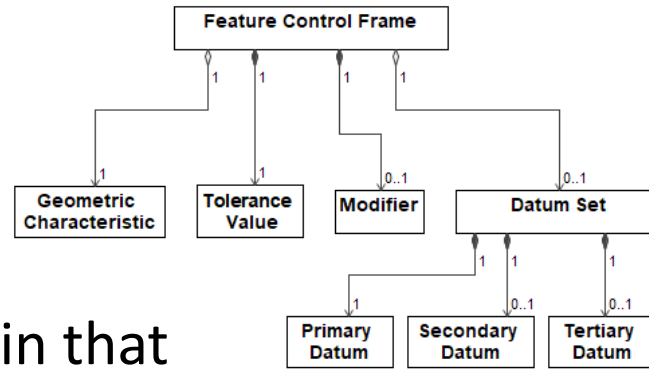 Feature Control Frame
1 1 1 1
1 1 0..1 0..1
Geometric Characteristic
Tolerance Value
Modifier
Datum Set
1 1 1
1 0..1 0..1
Primary Datum
Secondary Datum
Tertiary Datum
in that